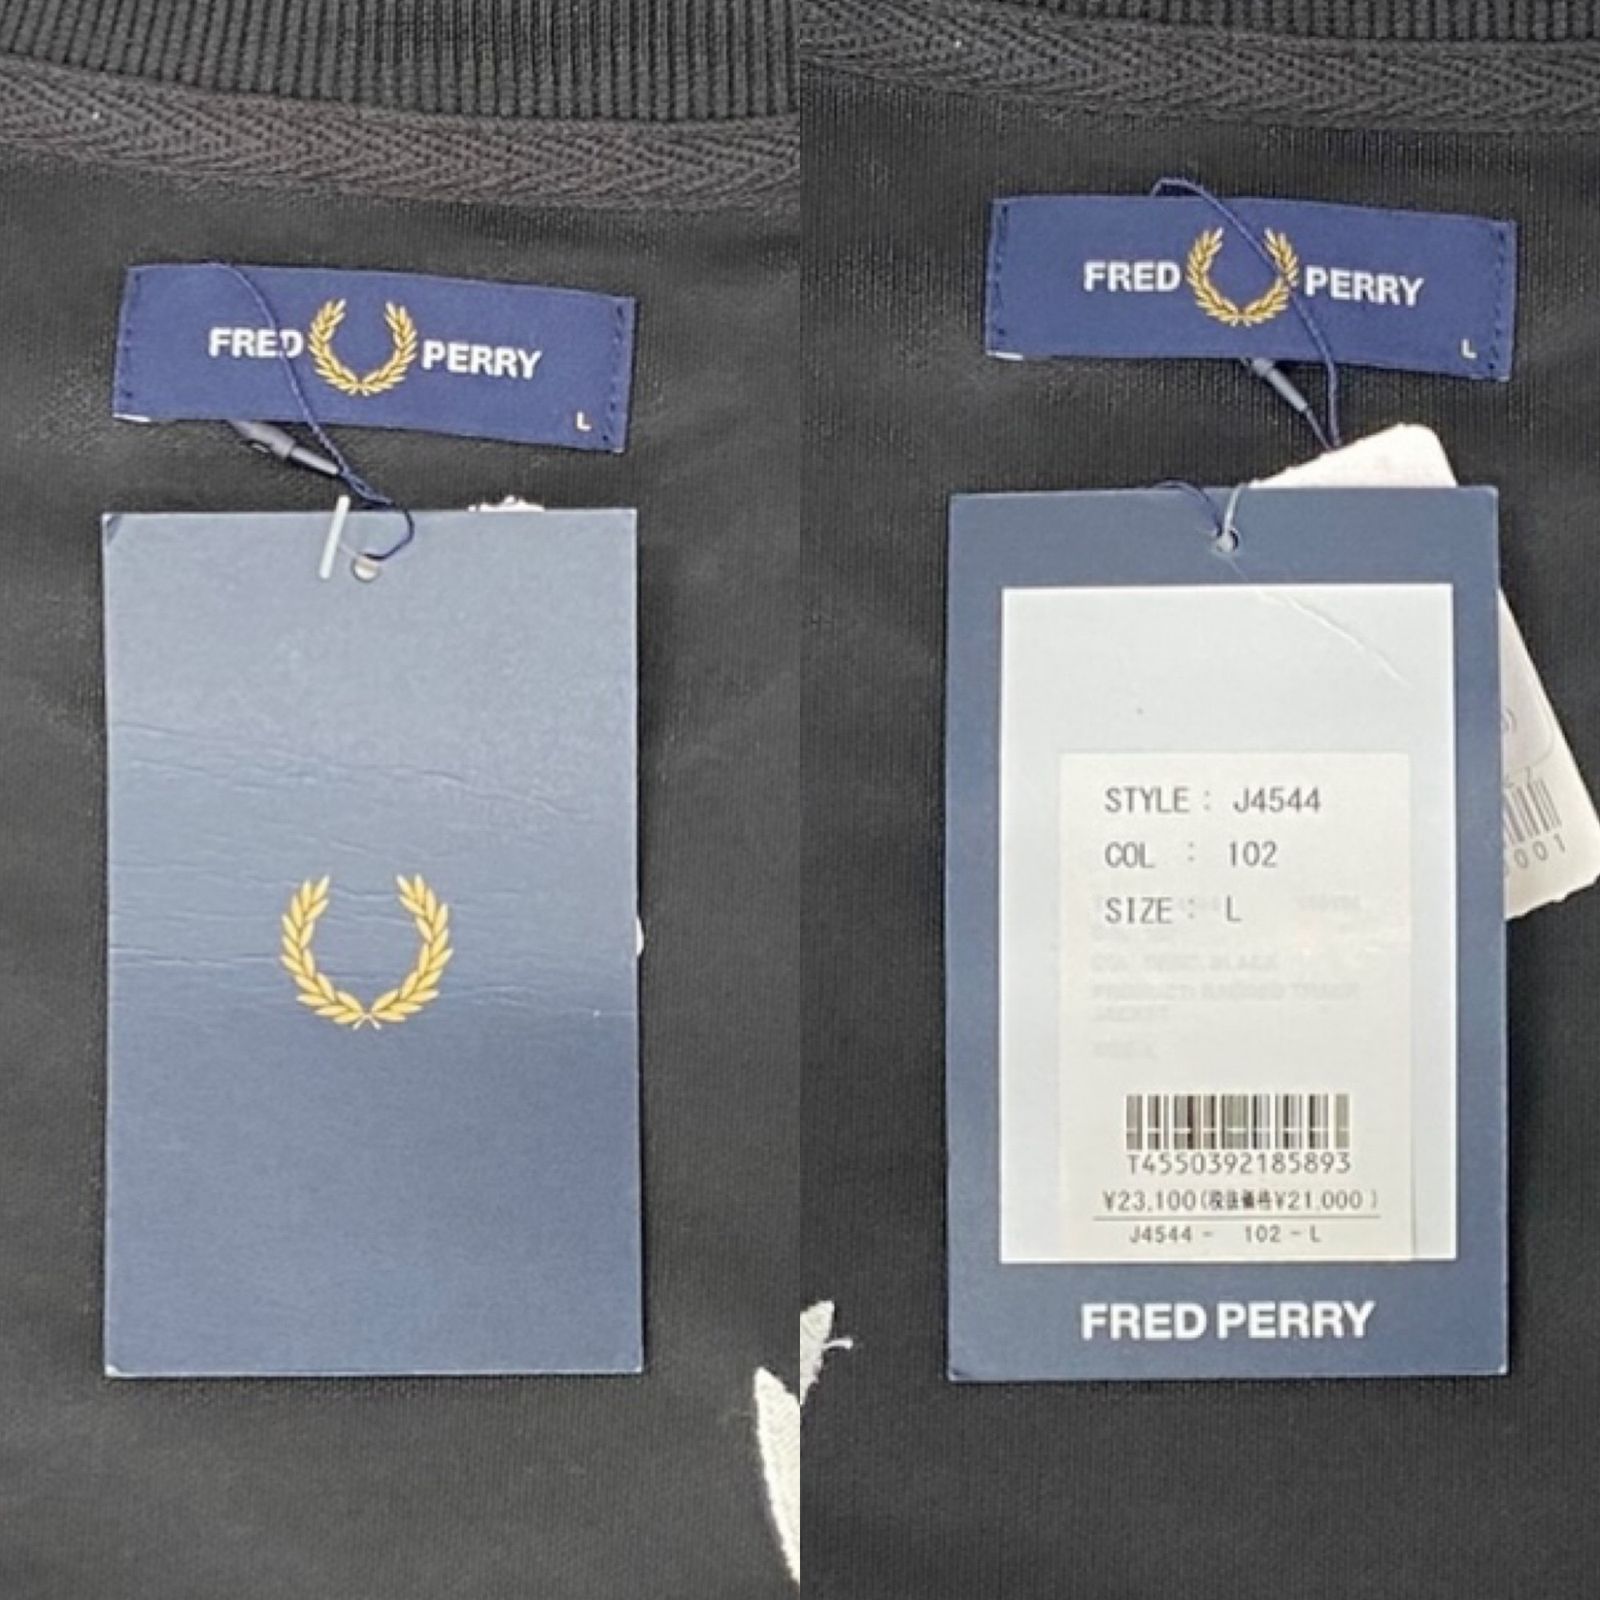 FRED PERRY
L
FRED PERRY
L
STYLE : J4544
COL : 102
SIZE : L
T4550392185893
¥23,100(税抜価格¥21,000)
J4544 - 102 - L
FRED PERRY
001